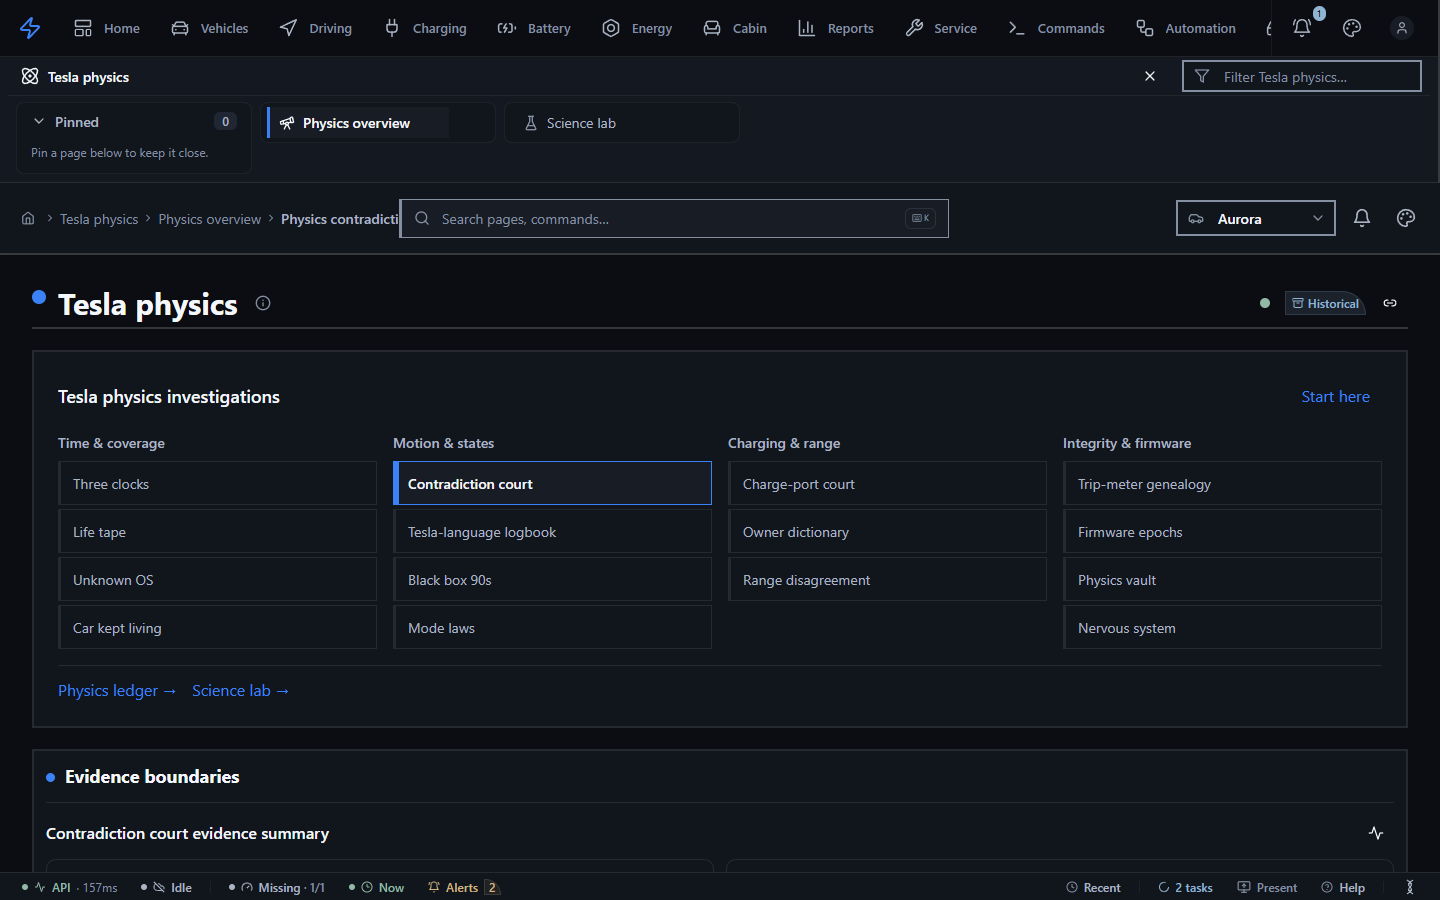 Home Vehicles Driving Charging Battery Energy Cabin Reports Service Commands Automation 1
Tesla physics Filter Tesla physics...
Pinned 0 Physics overview Science lab
Pin a page below to keep it close.
Tesla physics Physics overview Physics contradicti Search pages, commands... K Aurora
Tesla physics Historical
Tesla physics investigations Start here
Time & coverage Motion & states Charging & range Integrity & firmware
Three clocks Contradiction court Charge-port court Trip-meter genealogy
Life tape Tesla-language logbook Owner dictionary Firmware epochs
Unknown OS Black box 90s Range disagreement Physics vault
Car kept living Mode laws Nervous system
Physics ledger → Science lab →
Evidence boundaries
Contradiction court evidence summary
API · 157ms Idle Missing · 1/1 Now Alerts 2 Recent 2 tasks Present Help